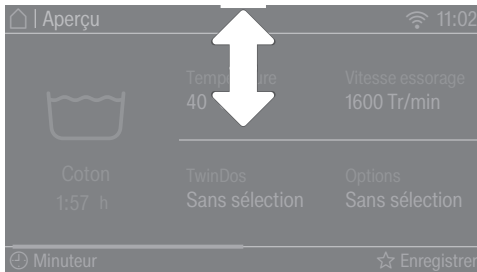 | Aperçu 11:02
Température Vitesse essorage
40 1600 Tr/min
Coton TwinDos Options
1:57 h Sans sélection Sans sélection
Minuteur Enregistrer